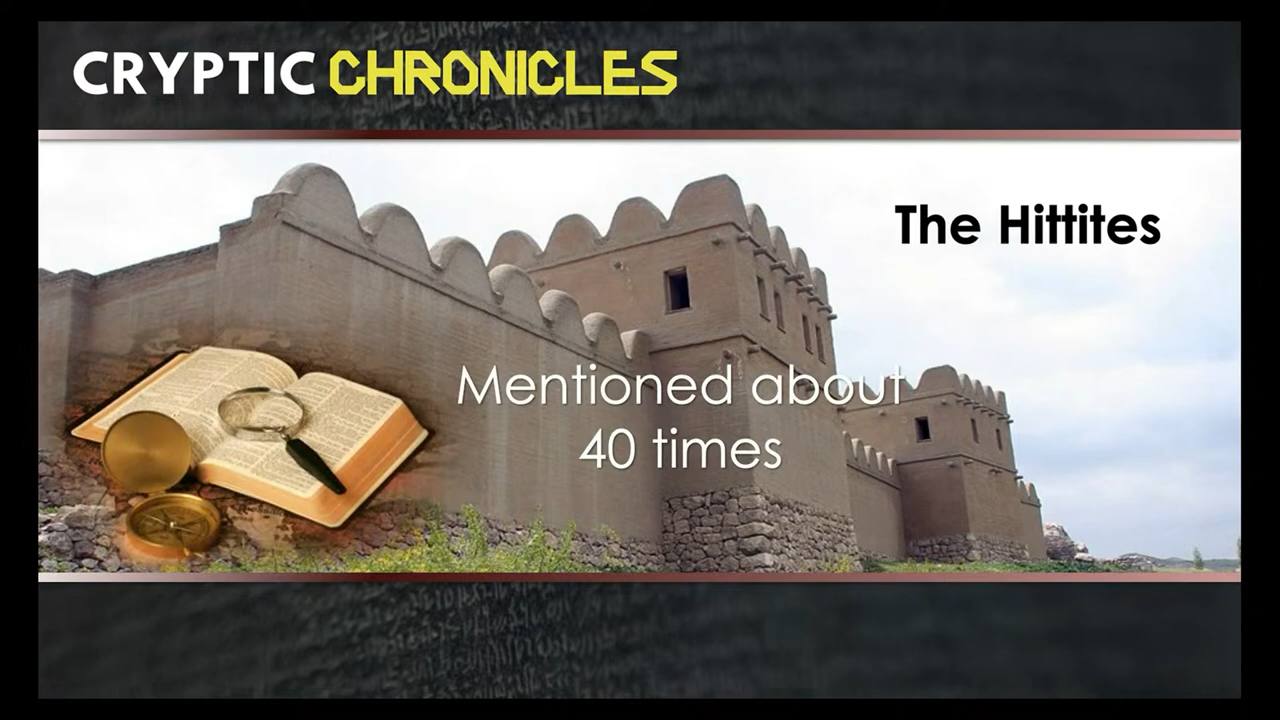 CRYPTIC CHRONICLES
The Hittites
Mentioned about
40 times